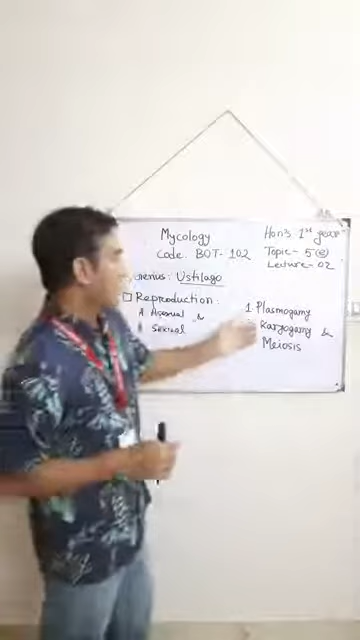 Mycology
Code: BOT-102
Hon's 1st year
Topic- 5(e)
Lecture- 02
Genus: Ustilago
Reproduction:
A Asexual &
Sexual
1 Plasmogamy
Karyogamy &
Meiosis